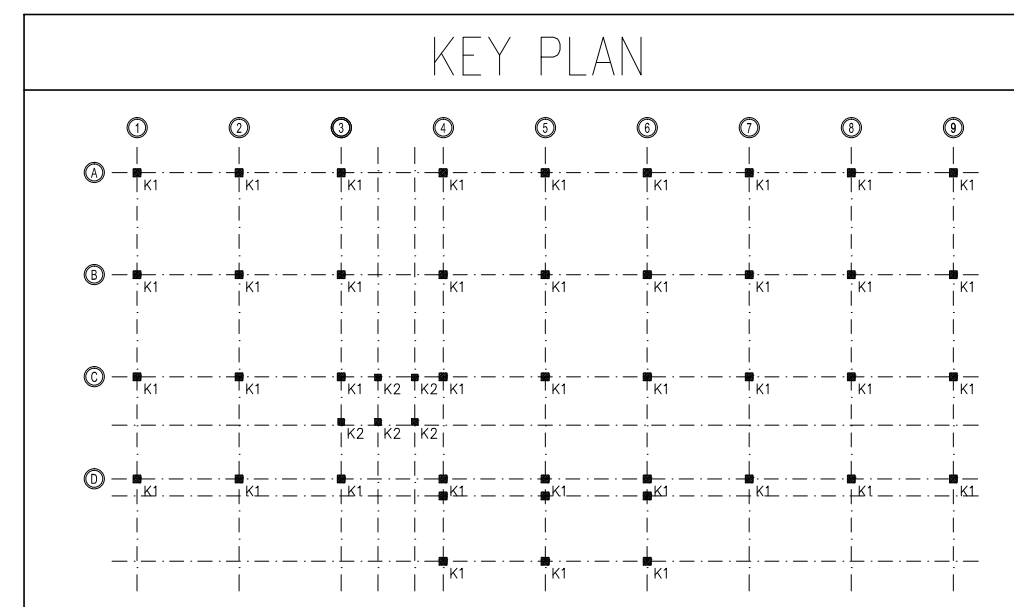 KEY PLAN
1 2 3 4 5 6 7 8 9
A
K1 K1 K1 K1 K1 K1 K1 K1 K1
B
K1 K1 K1 K1 K1 K1 K1 K1 K1
C
K1 K1 K1 K2 K2 K1 K1 K1 K1 K1 K1
K2 K2 K2
D
K1 K1 K1 K1 K1 K1 K1 K1 K1
K1 K1 K1